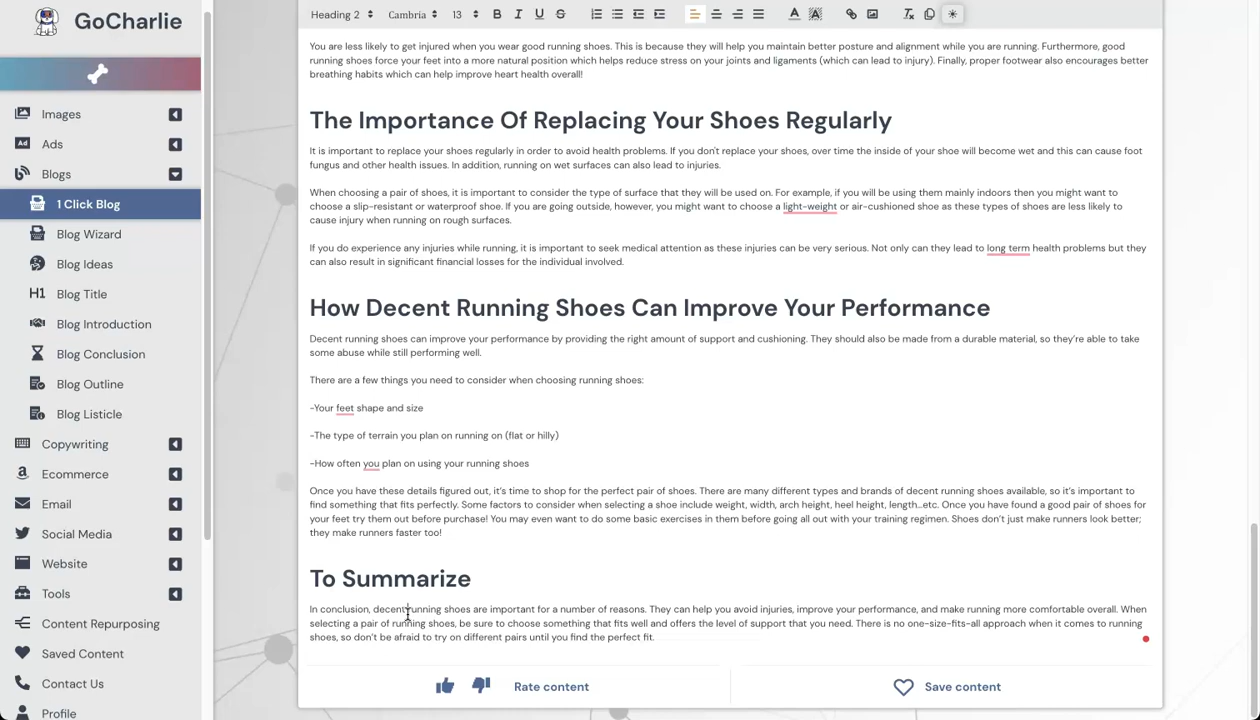 GoCharlie
Heading 2 Cambria 13 B I U S
Images
Ad Ads
Blogs
1 Click Blog
Blog Wizard
Blog Ideas
H1 Blog Title
Blog Introduction
Blog Conclusion
Blog Outline
Blog Listicle
Copywriting
Ecommerce
Email
Social Media
Website
Tools
Content Repurposing
Saved Content
Contact Us
Profile
You are less likely to get injured when you wear good running shoes. This is because they will help you maintain better posture and alignment while you are running. Furthermore, good
running shoes force your feet into a more natural position which helps reduce stress on your joints and ligaments (which can lead to injury). Finally, proper footwear also encourages better
breathing habits which can help improve heart health overall!
The Importance Of Replacing Your Shoes Regularly
It is important to replace your shoes regularly in order to avoid health problems. If you don't replace your shoes, over time the inside of your shoe will become wet and this can cause foot
fungus and other health issues. In addition, running on wet surfaces can also lead to injuries.
When choosing a pair of shoes, it is important to consider the type of surface that they will be used on. For example, if you will be using them mainly indoors then you might want to
choose a slip-resistant or waterproof shoe. If you are going outside, however, you might want to choose a light-weight or air-cushioned shoe as these types of shoes are less likely to
cause injury when running on rough surfaces.
If you do experience any injuries while running, it is important to seek medical attention as these injuries can be very serious. Not only can they lead to long term health problems but they
can also result in significant financial losses for the individual involved.
How Decent Running Shoes Can Improve Your Performance
Decent running shoes can improve your performance by providing the right amount of support and cushioning. They should also be made from a durable material, so they're able to take
some abuse while still performing well.
There are a few things you need to consider when choosing running shoes:
-Your feet shape and size
-The type of terrain you plan on running on (flat or hilly)
-How often you plan on using your running shoes
Once you have these details figured out, it's time to shop for the perfect pair of shoes. There are many different types and brands of decent running shoes available, so it's important to
find something that fits perfectly. Some factors to consider when selecting a shoe include weight, width, arch height, heel height, length...etc. Once you have found a good pair of shoes for
your feet try them out before purchase! You may even want to do some basic exercises in them before going all out with your training regimen. Shoes don't just make runners look better;
they make runners faster too!
To Summarize
In conclusion, decent running shoes are important for a number of reasons. They can help you avoid injuries, improve your performance, and make running more comfortable overall. When
selecting a pair of running shoes, be sure to choose something that fits well and offers the level of support that you need. There is no one-size-fits-all approach when it comes to running
shoes, so don't be afraid to try on different pairs until you find the perfect fit.
Rate content
Save content